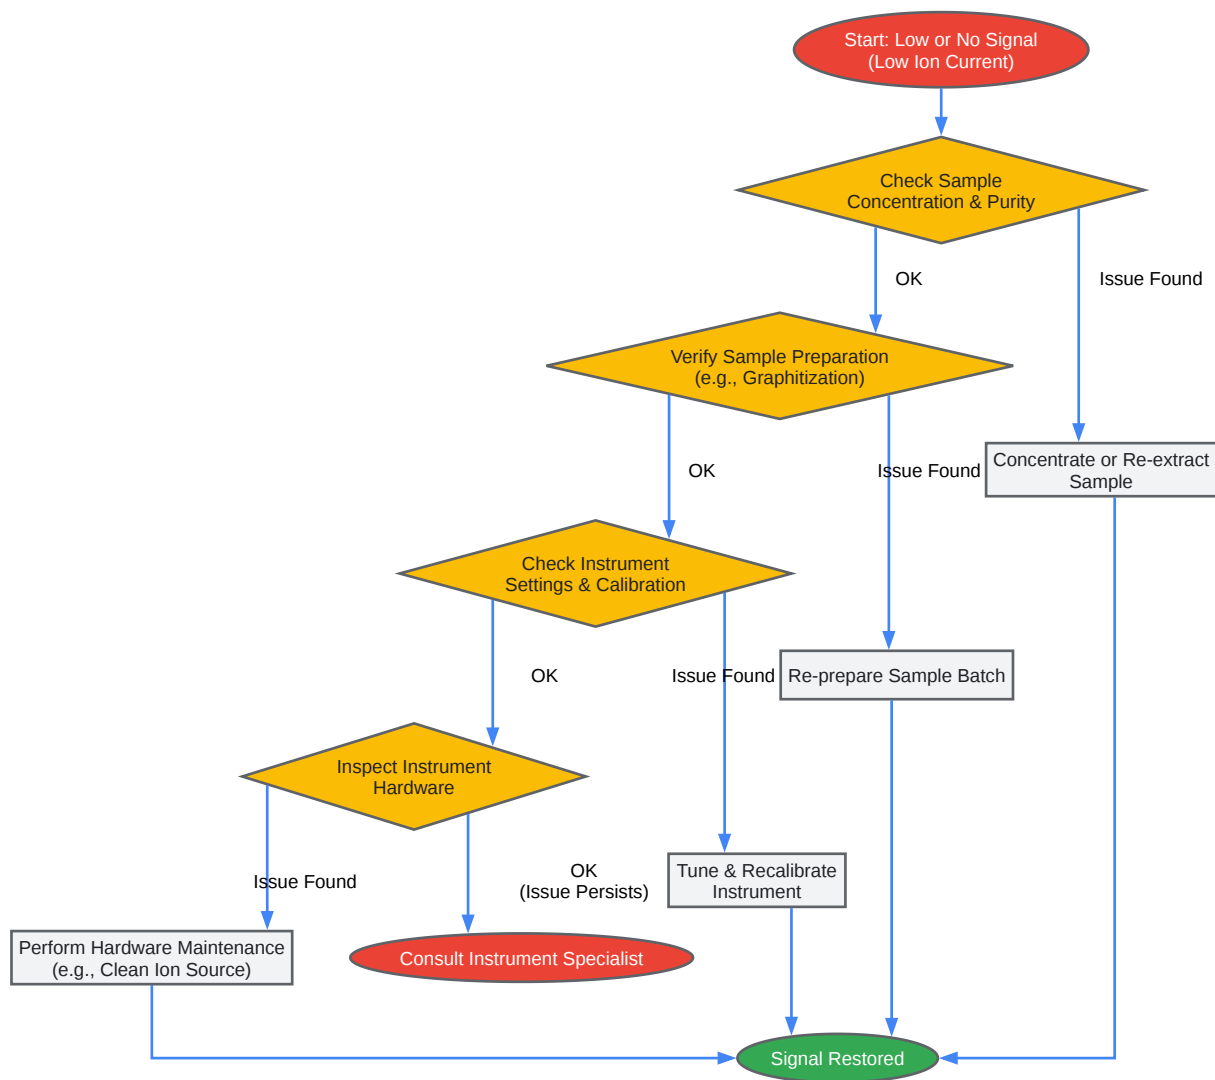 Start: Low or No Signal
(Low Ion Current)
Check Sample
Concentration & Purity
OK
Issue Found
Verify Sample Preparation
(e.g., Graphitization)
OK
Issue Found
Concentrate or Re-extract
Sample
Check Instrument
Settings & Calibration
OK
Issue Found
Re-prepare Sample Batch
Inspect Instrument
Hardware
Issue Found
OK
(Issue Persists)
Tune & Recalibrate
Instrument
Perform Hardware Maintenance
(e.g., Clean Ion Source)
Consult Instrument Specialist
Signal Restored